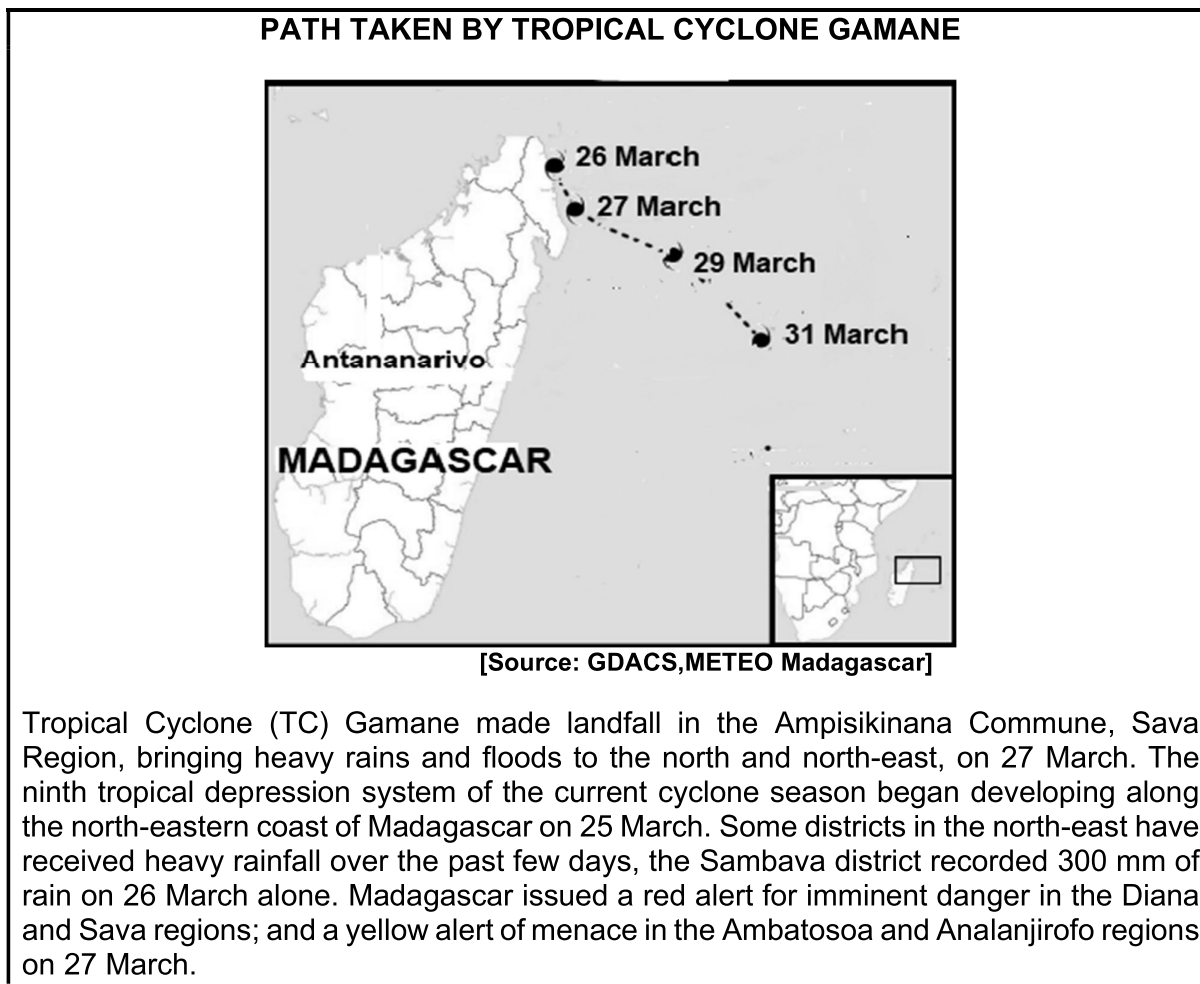 PATH TAKEN BY TROPICAL CYCLONE GAMANE
26 March
27 March
29 March
31 March
Antananarivo
MADAGASCAR
[Source: GDACS,METEO Madagascar]
Tropical Cyclone (TC) Gamane made landfall in the Ampisikinana Commune, Sava
Region, bringing heavy rains and floods to the north and north-east, on 27 March. The
ninth tropical depression system of the current cyclone season began developing along
the north-eastern coast of Madagascar on 25 March. Some districts in the north-east have
received heavy rainfall over the past few days, the Sambava district recorded 300 mm of
rain on 26 March alone. Madagascar issued a red alert for imminent danger in the Diana
and Sava regions; and a yellow alert of menace in the Ambatosoa and Analanjirofo regions
on 27 March.